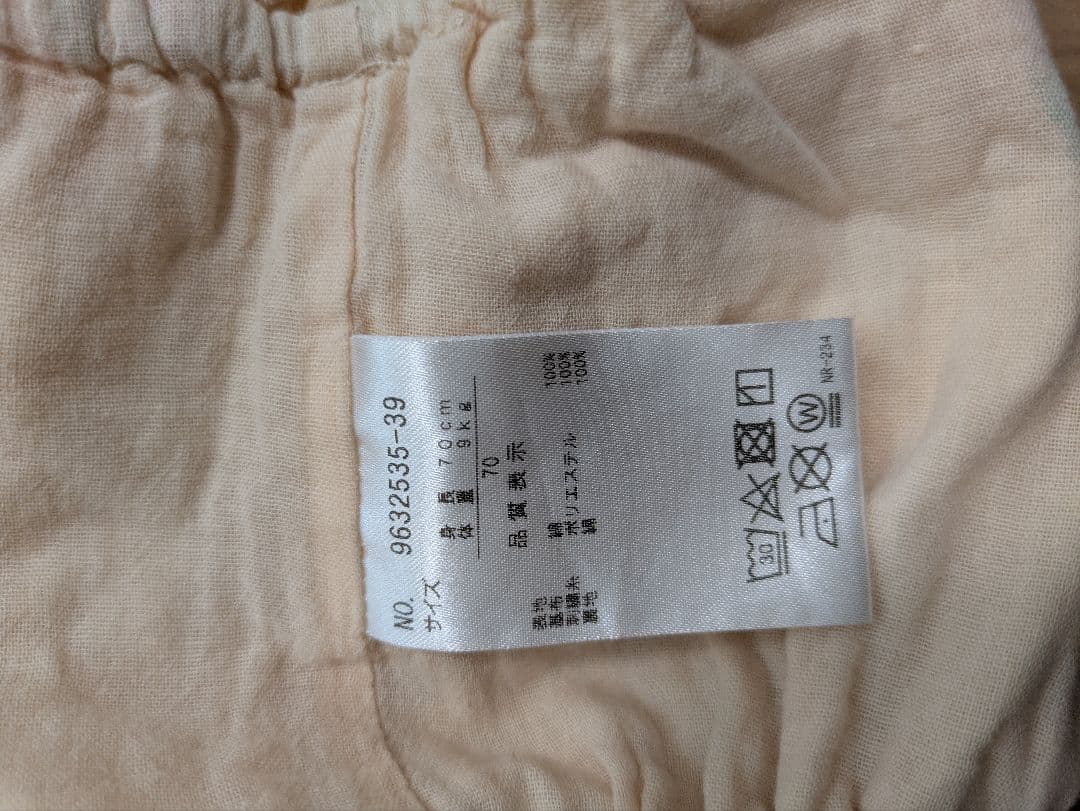 NO. 9632535-39
サイズ 身長 70cm
体重 9kg
70
品質表示
表地
基布 綿 100%
刺繍糸 ポリエステル 100%
裏地 綿 100%
30
W
NR-234